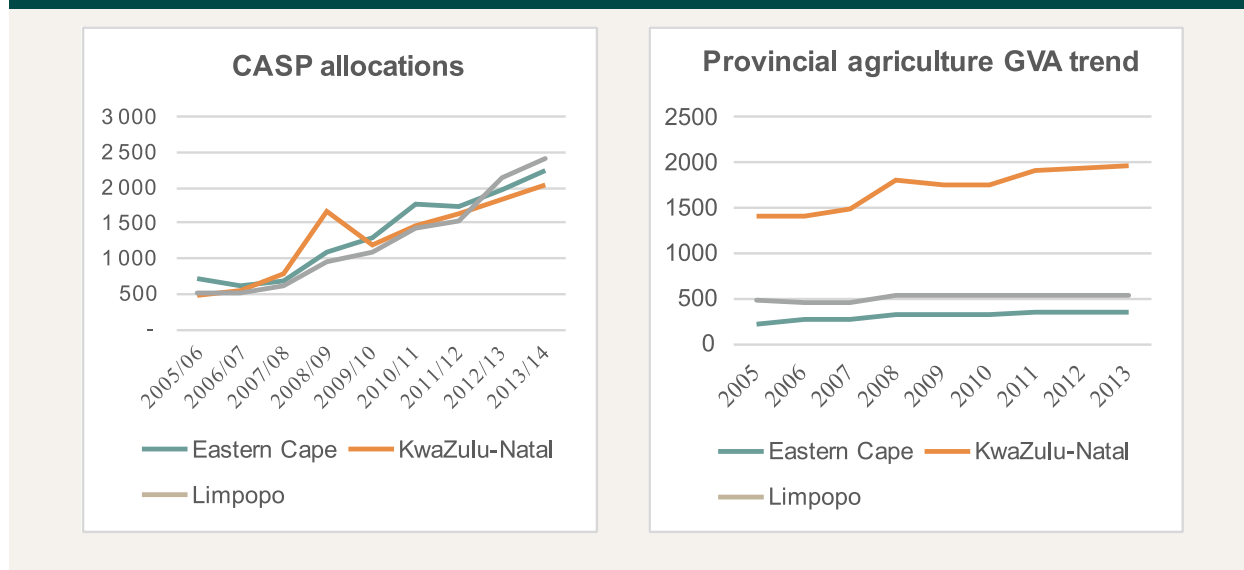 CASP allocations
3 000
2 500
2 000
1 500
1 000
500
-
2005/06 2006/07 2007/08 2008/09 2009/10 2010/11 2011/12 2012/13 2013/14
Eastern Cape KwaZulu-Natal
Limpopo
Provincial agriculture GVA trend
2500
2000
1500
1000
500
0
2005 2006 2007 2008 2009 2010 2011 2012 2013
Eastern Cape KwaZulu-Natal
Limpopo